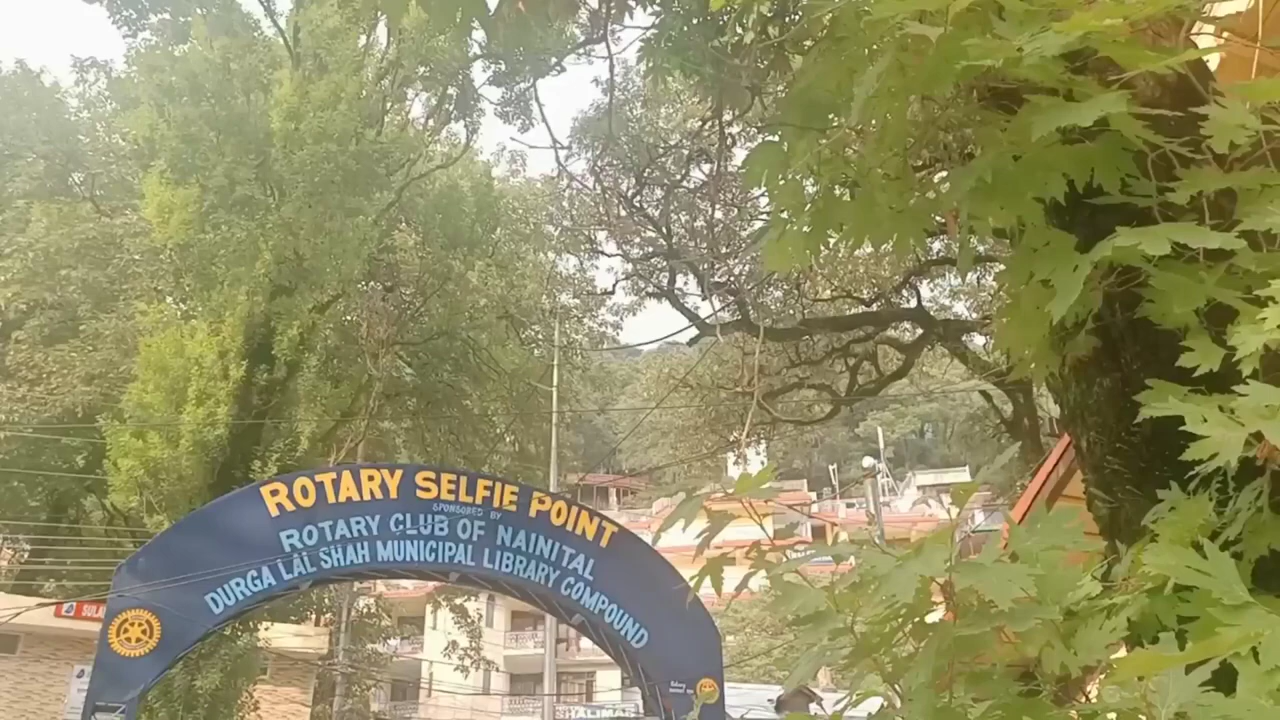 ROTARY SELFIE POINT
SPONSORED BY
ROTARY CLUB OF NAINITAL
DURGA LAL SHAH MUNICIPAL LIBRARY COMPOUND
SHALIMAR